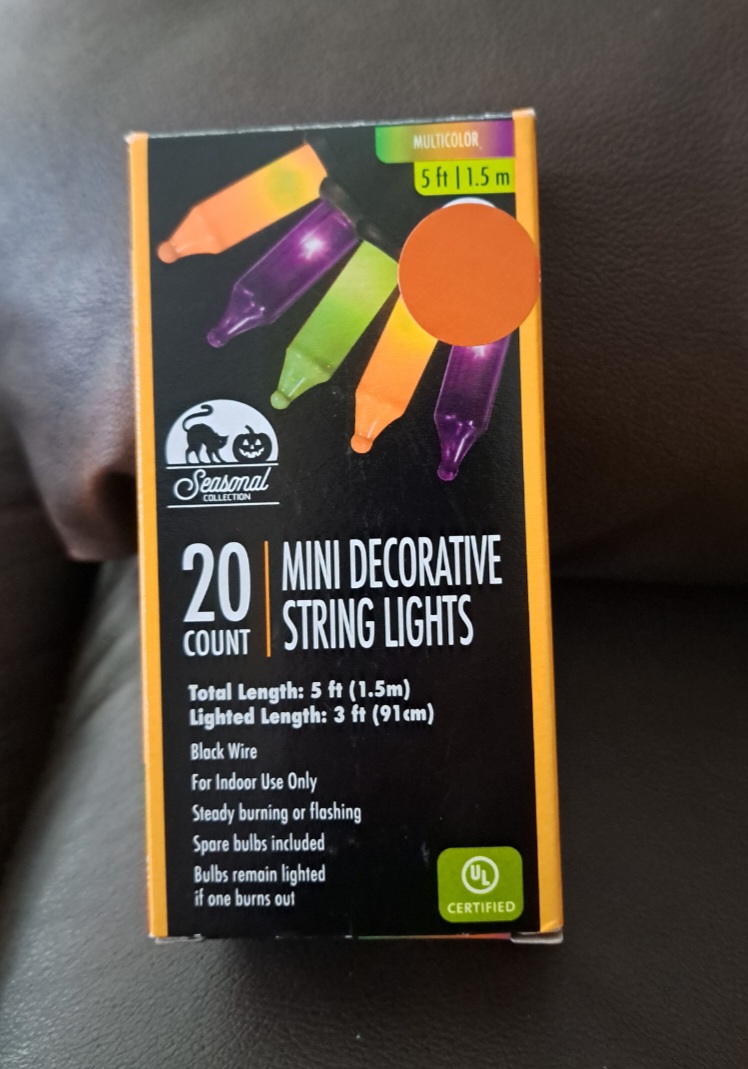 MULTICOLOR
5 ft | 1.5 m
Seasonal
COLLECTION
20
COUNT
MINI DECORATIVE
STRING LIGHTS
Total Length: 5 ft (1.5m)
Lighted Length: 3 ft (91cm)
Black Wire
For Indoor Use Only
Steady burning or flashing
Spare bulbs included
Bulbs remain lighted
if one burns out
UL
CERTIFIED